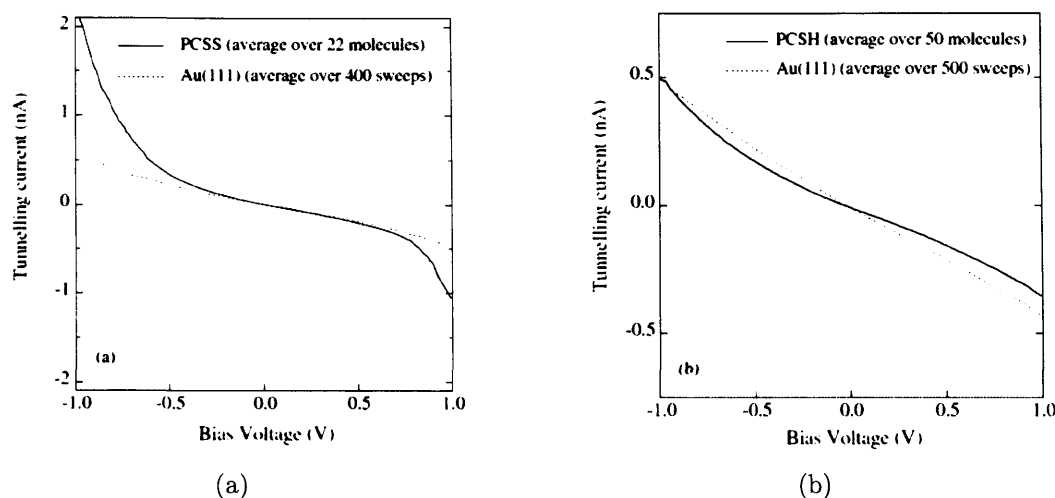 2
1
0
-1
-2
Tunnelling current (nA)
PCSS (average over 22 molecules)
Au(111) (average over 400 sweeps)
(a)
-1.0 -0.5 0.0 0.5 1.0
Bias Voltage (V)
(a)
0.5
0.0
-0.5
Tunnelling current (nA)
PCSH (average over 50 molecules)
Au(111) (average over 500 sweeps)
(b)
-1.0 -0.5 0.0 0.5 1.0
Bias Voltage (V)
(b)